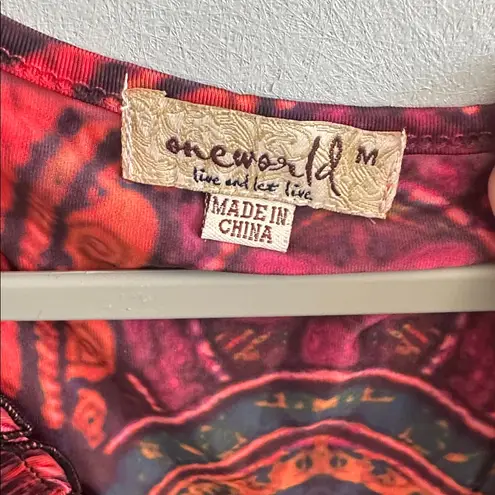 oneworld M
live and let live
MADE IN
CHINA